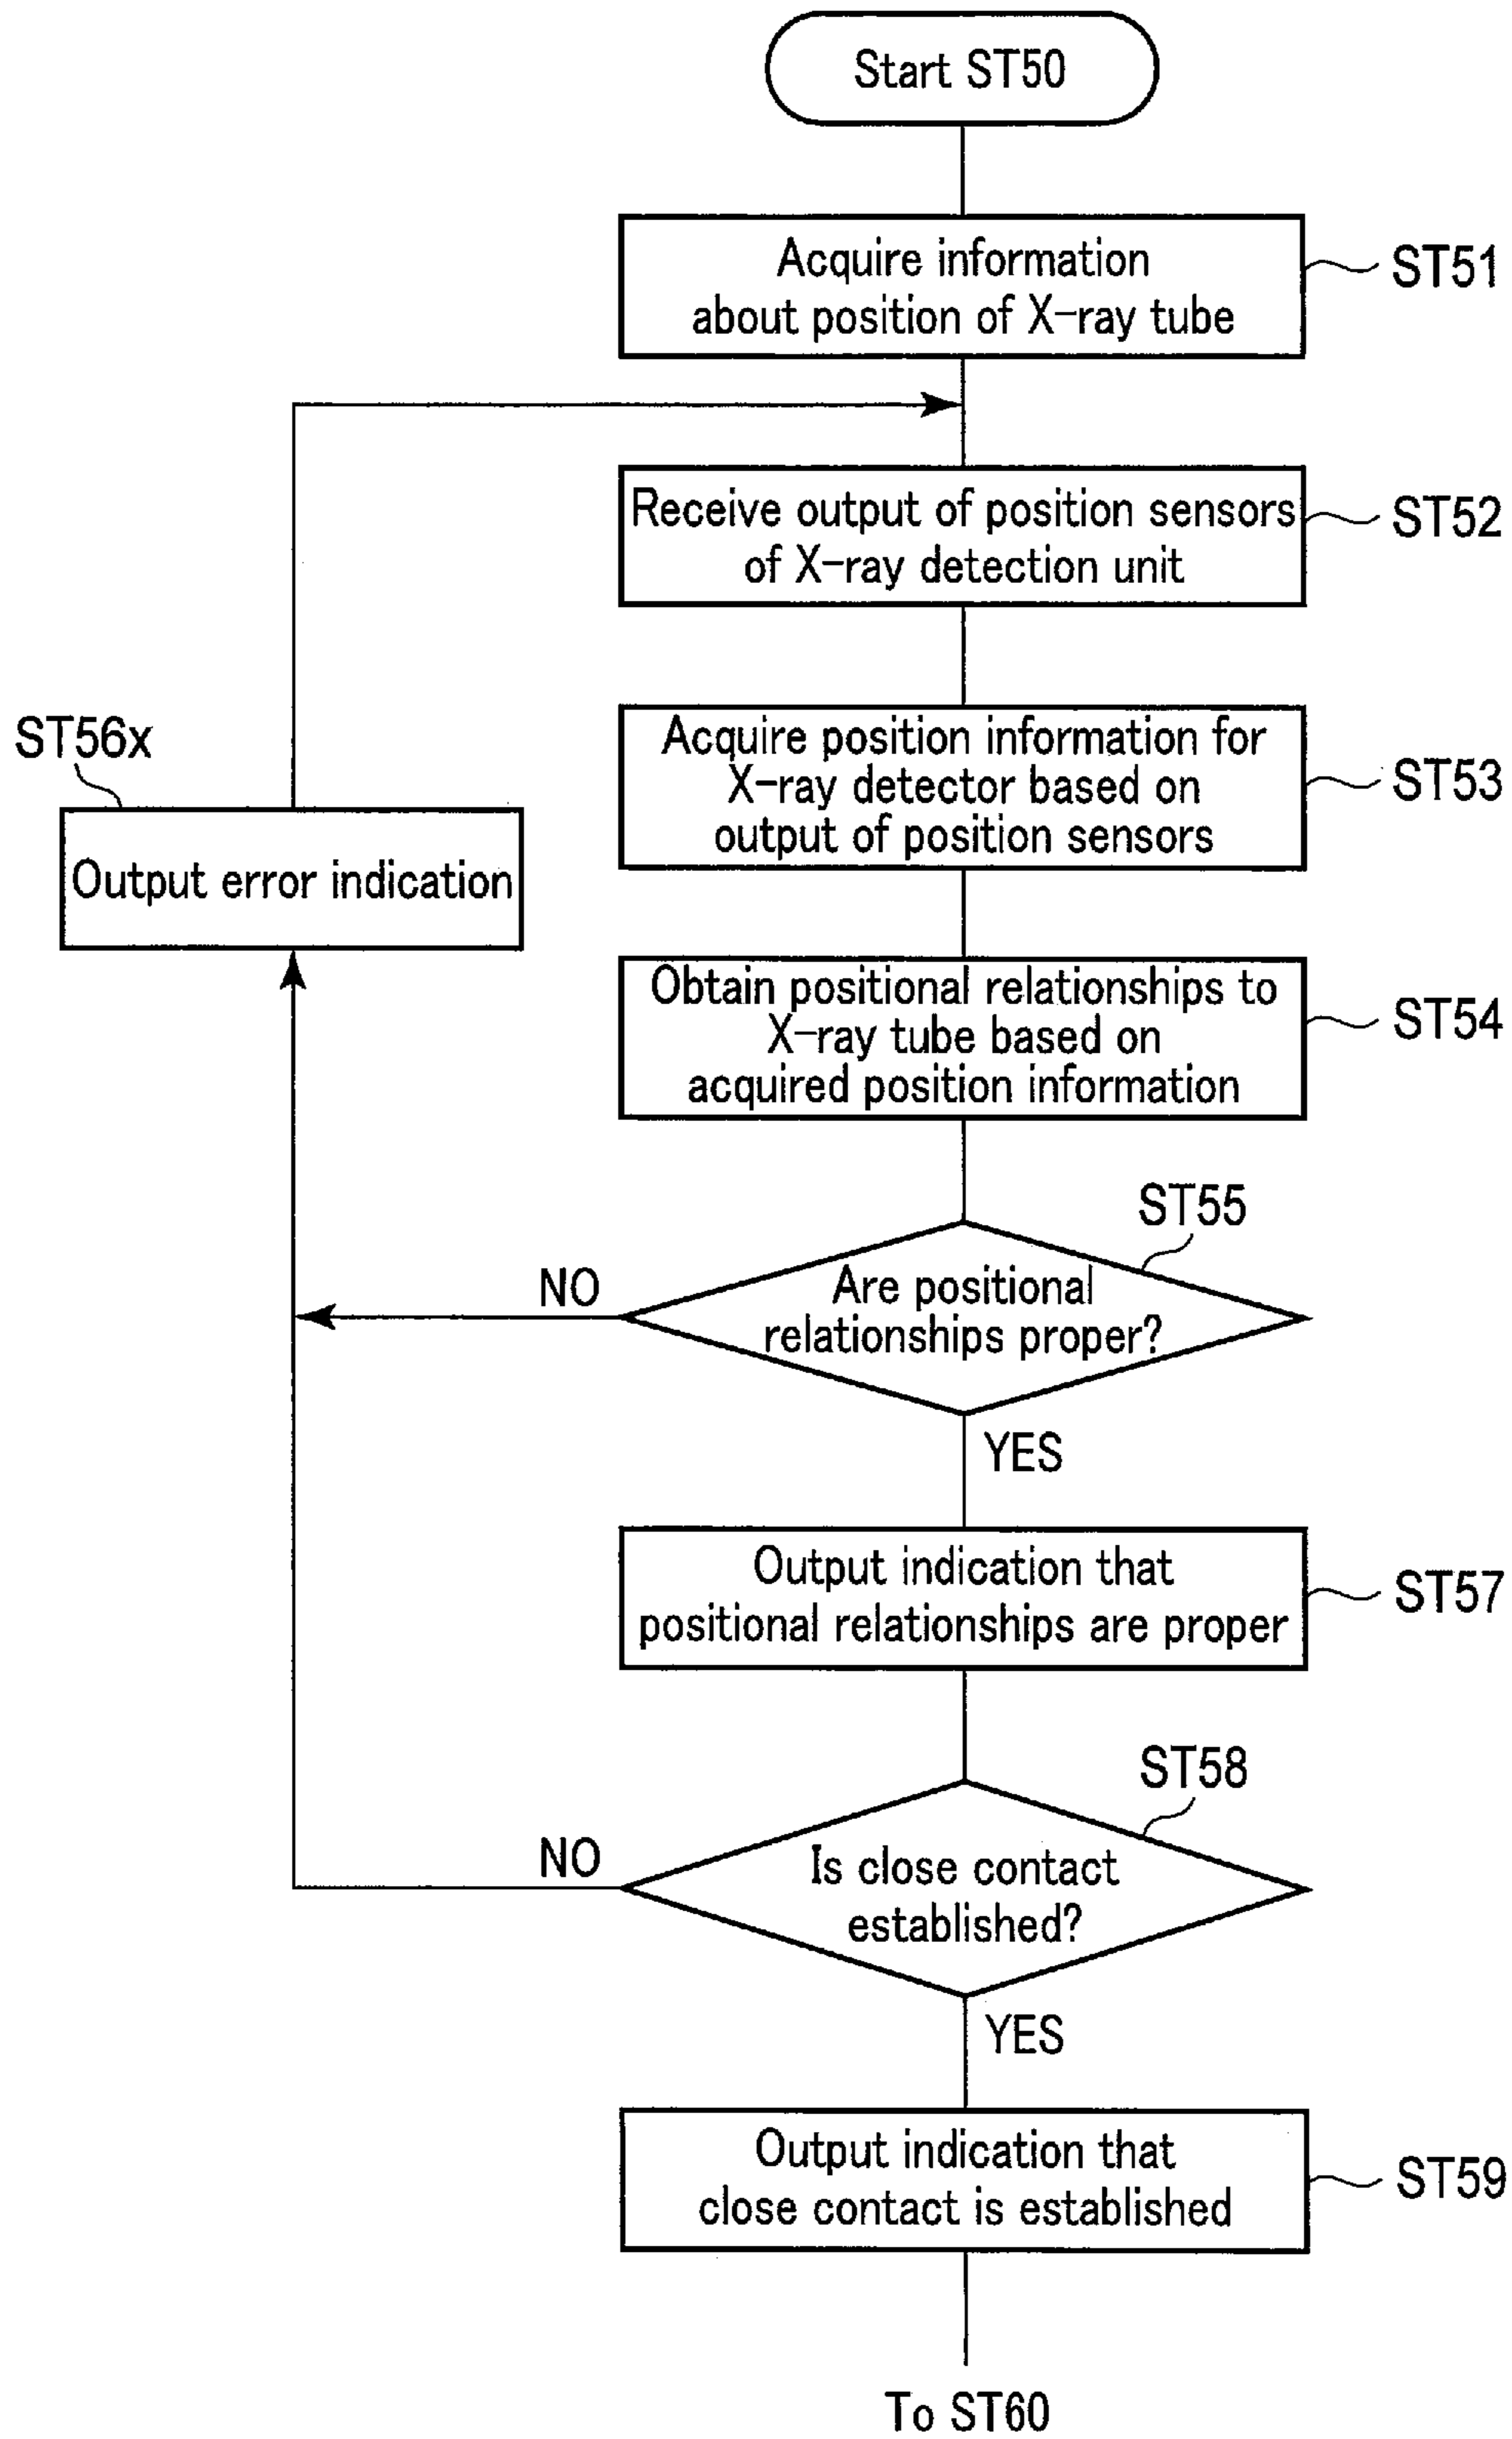 Start ST50
Acquire information
about position of X-ray tube
ST51
Receive output of position sensors
of X-ray detection unit
ST52
Acquire position information for
X-ray detector based on
output of position sensors
ST53
ST56x
Output error indication
Obtain positional relationships to
X-ray tube based on
acquired position information
ST54
ST55
Are positional
relationships proper?
NO
YES
Output indication that
positional relationships are proper
ST57
ST58
Is close contact
established?
NO
YES
Output indication that
close contact is established
ST59
To ST60